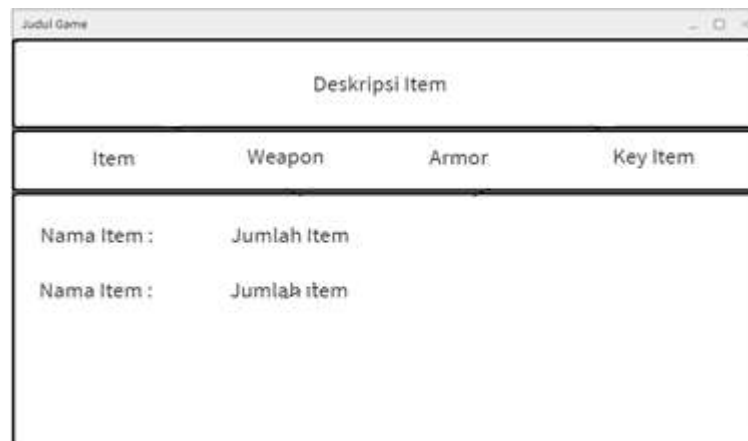 Judul Game
Deskripsi Item
Item Weapon Armor Key Item
Nama Item : Jumlah Item
Nama Item : Jumlah Item